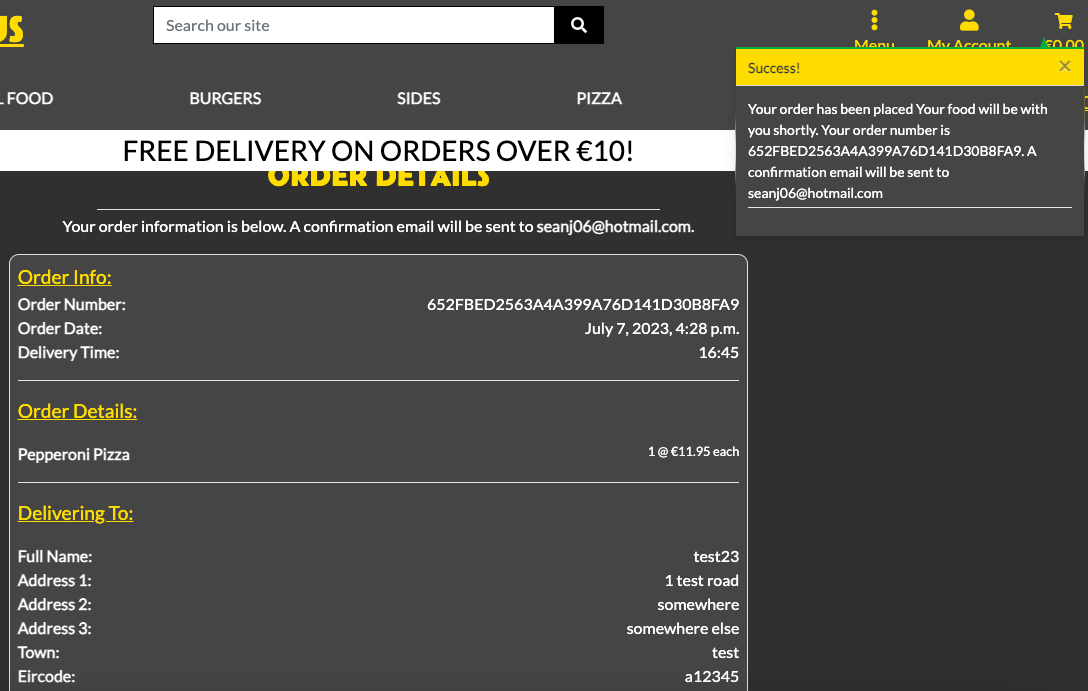 US
Search our site
Menu
My Account
€0.00
L FOOD
BURGERS
SIDES
PIZZA
Success!
×
Your order has been placed Your food will be with
you shortly. Your order number is
652FBED2563A4A399A76D141D30B8FA9. A
confirmation email will be sent to
seanj06@hotmail.com
FREE DELIVERY ON ORDERS OVER €10!
ORDER DETAILS
Your order information is below. A confirmation email will be sent to seanj06@hotmail.com.
Order Info:
Order Number: 652FBED2563A4A399A76D141D30B8FA9
Order Date: July 7, 2023, 4:28 p.m.
Delivery Time: 16:45
Order Details:
Pepperoni Pizza 1 @ €11.95 each
Delivering To:
Full Name: test23
Address 1: 1 test road
Address 2: somewhere
Address 3: somewhere else
Town: test
Eircode: a12345